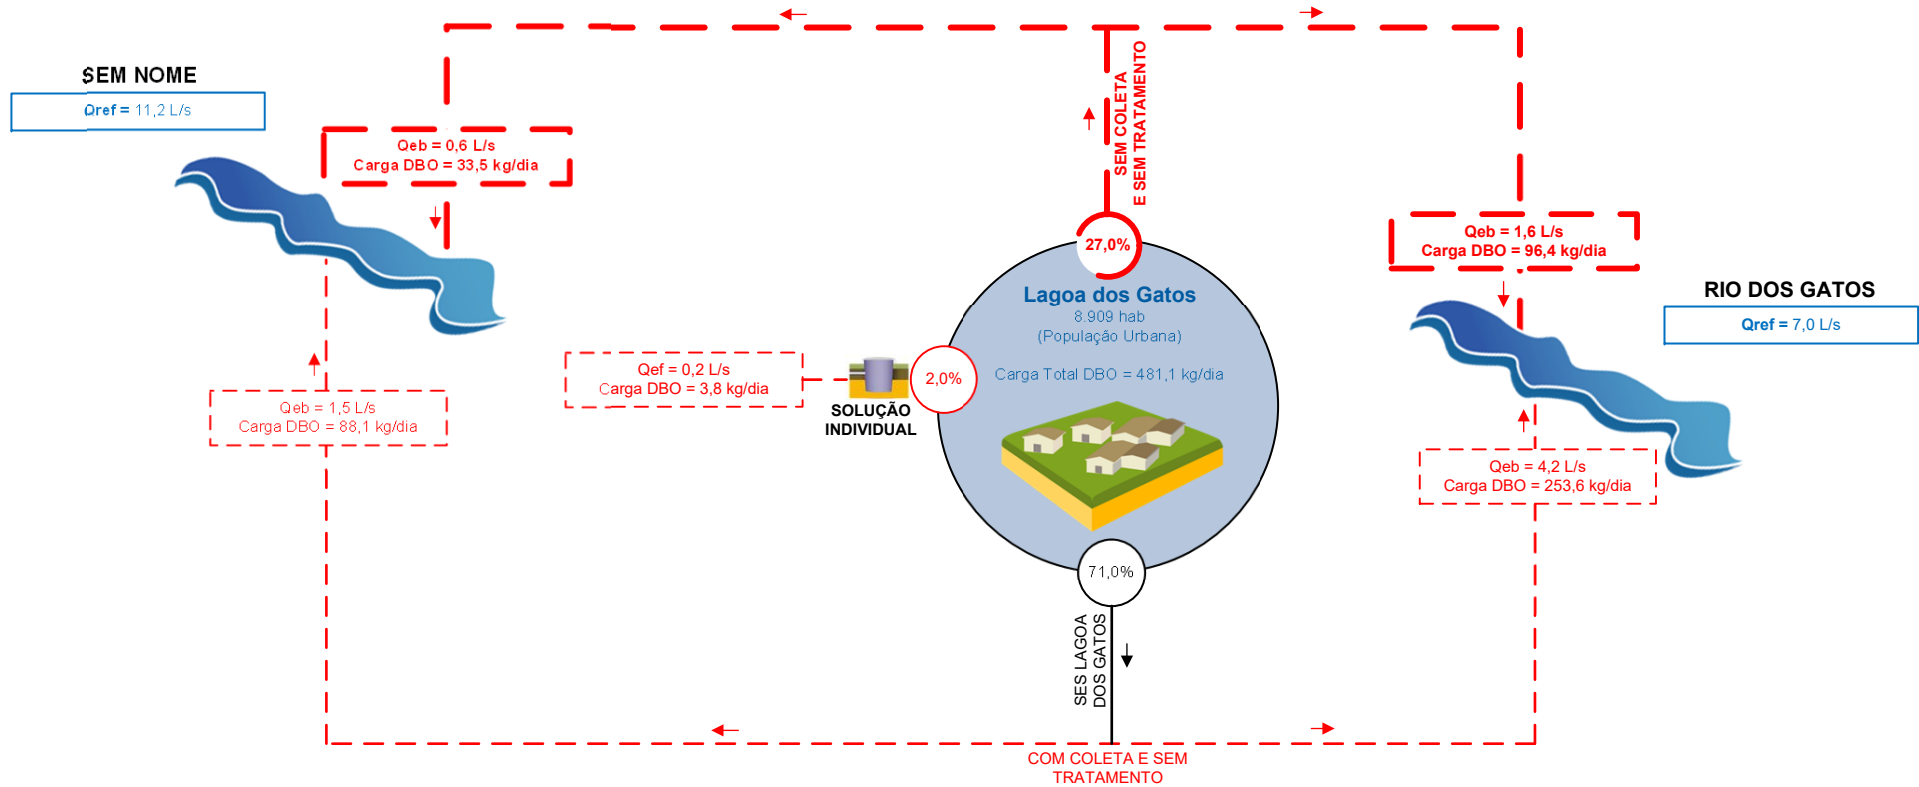 SEM NOME
Qref = 11,2 L/s
Qeb = 0,6 L/s
Carga DBO = 33,5 kg/dia
SEM COLETA
E SEM TRATAMENTO
27,0%
Qeb = 1,6 L/s
Carga DBO = 96,4 kg/dia
RIO DOS GATOS
Qref = 7,0 L/s
Lagoa dos Gatos
8.909 hab
(População Urbana)
Carga Total DBO = 481,1 kg/dia
Qef = 0,2 L/s
Carga DBO = 3,8 kg/dia
2,0%
SOLUÇÃO
INDIVIDUAL
Qeb = 1,5 L/s
Carga DBO = 88,1 kg/dia
Qeb = 4,2 L/s
Carga DBO = 253,6 kg/dia
71,0%
SES LAGOA
DOS GATOS
COM COLETA E SEM
TRATAMENTO